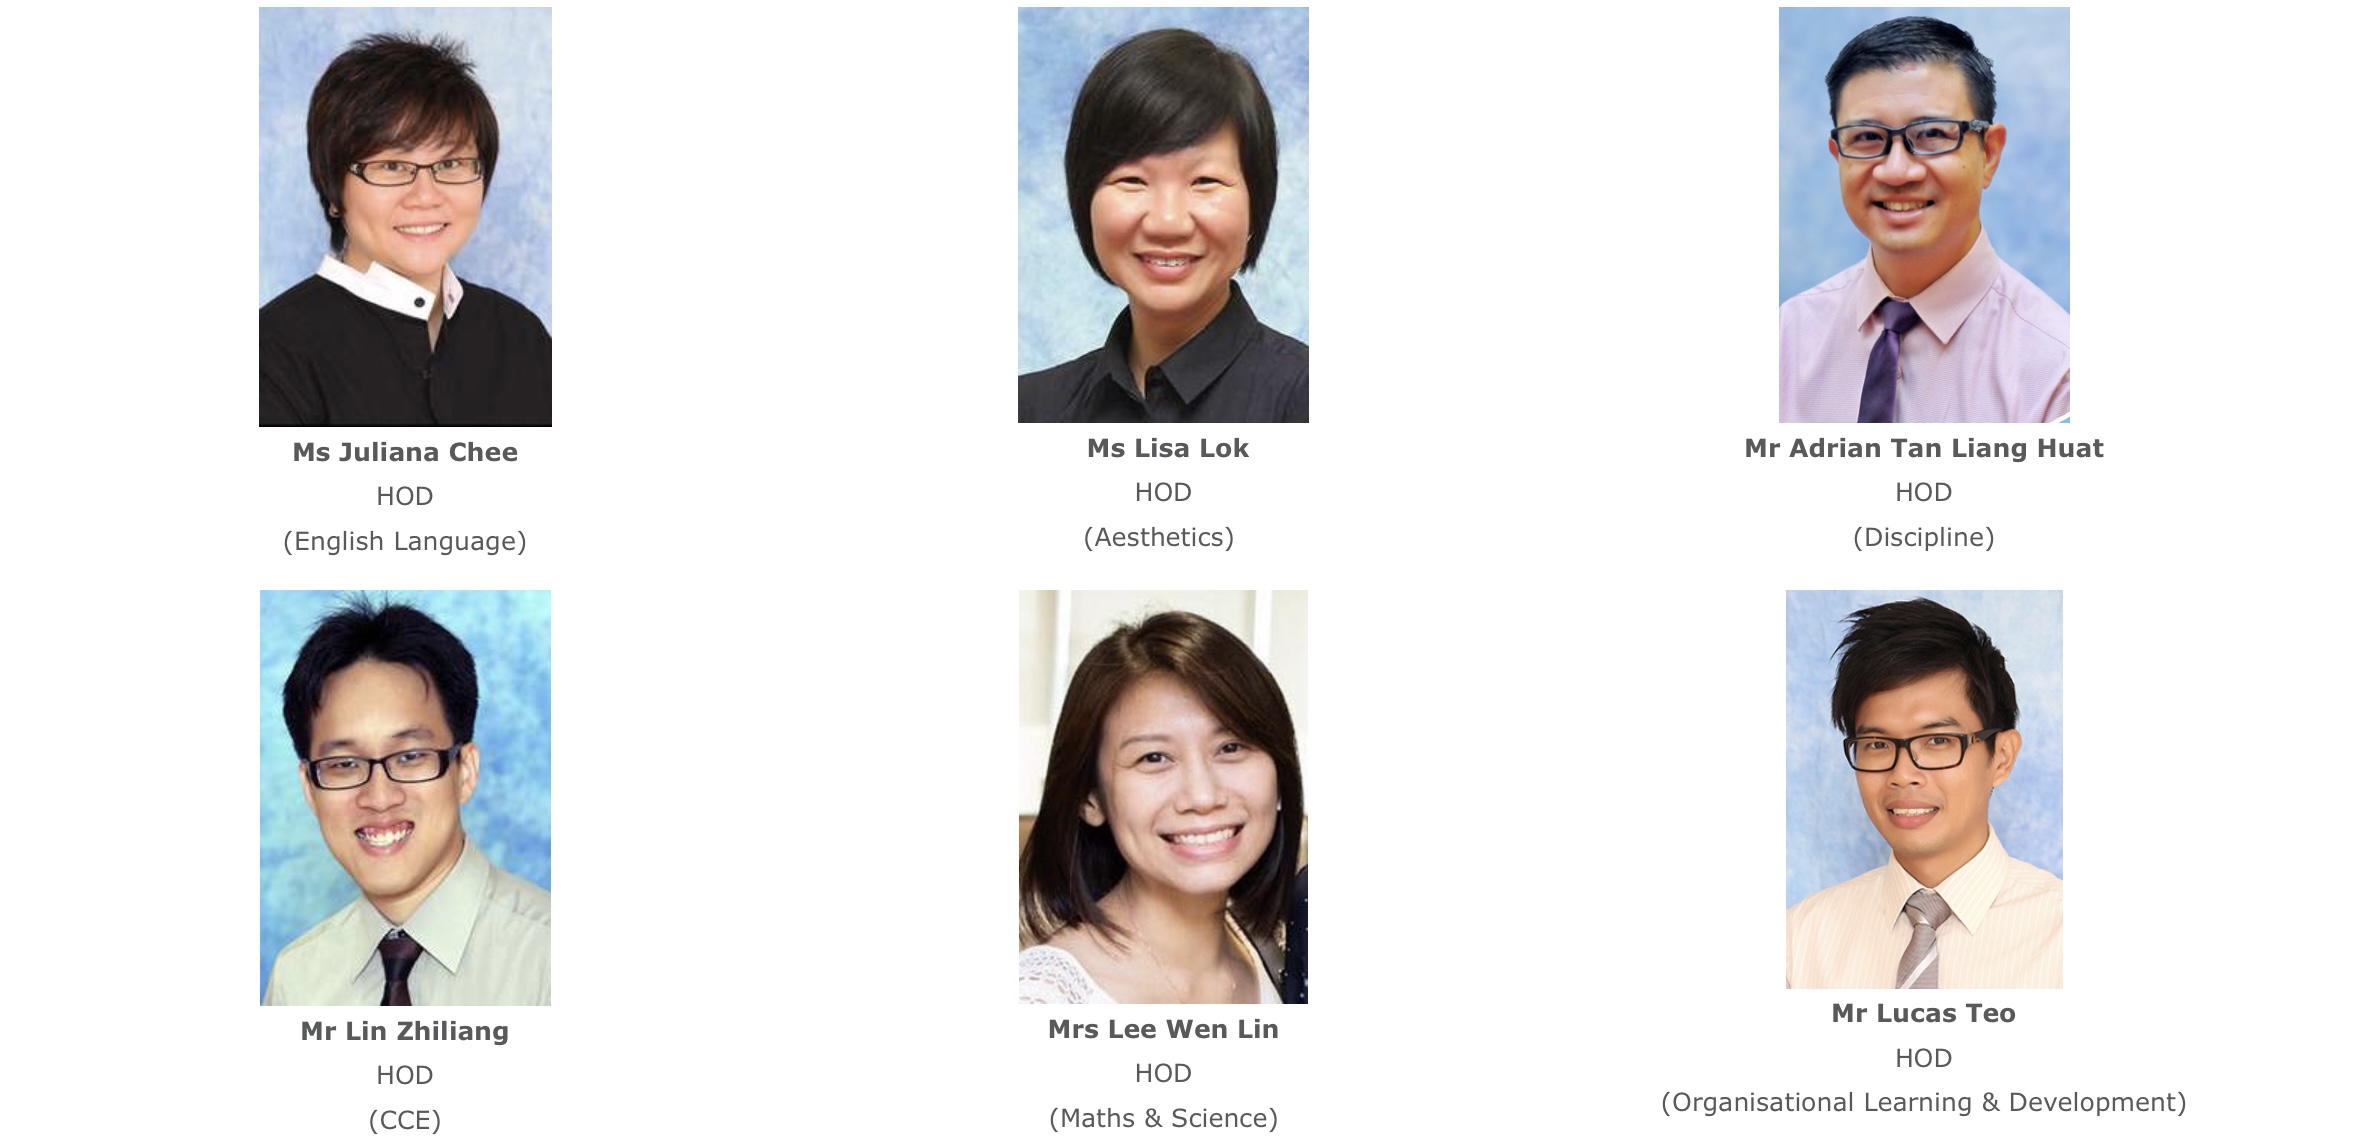 Ms Juliana Chee
HOD
(English Language)
Ms Lisa Lok
HOD
(Aesthetics)
Mr Adrian Tan Liang Huat
HOD
(Discipline)
Mr Lin Zhiliang
HOD
(CCE)
Mrs Lee Wen Lin
HOD
(Maths & Science)
Mr Lucas Teo
HOD
(Organisational Learning & Development)